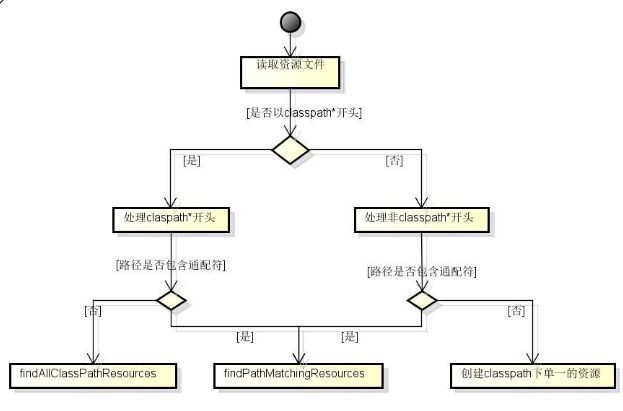 读取资源文件
[是否以classpath*开头]
[是]
[否]
处理claspath*开头
处理非classpath*开头
[路径是否包含通配符]
[路径是否包含通配符]
[否]
[是]
[是]
[否]
findAllClassPathResources
findPathMatchingResources
创建classpath下单一的资源